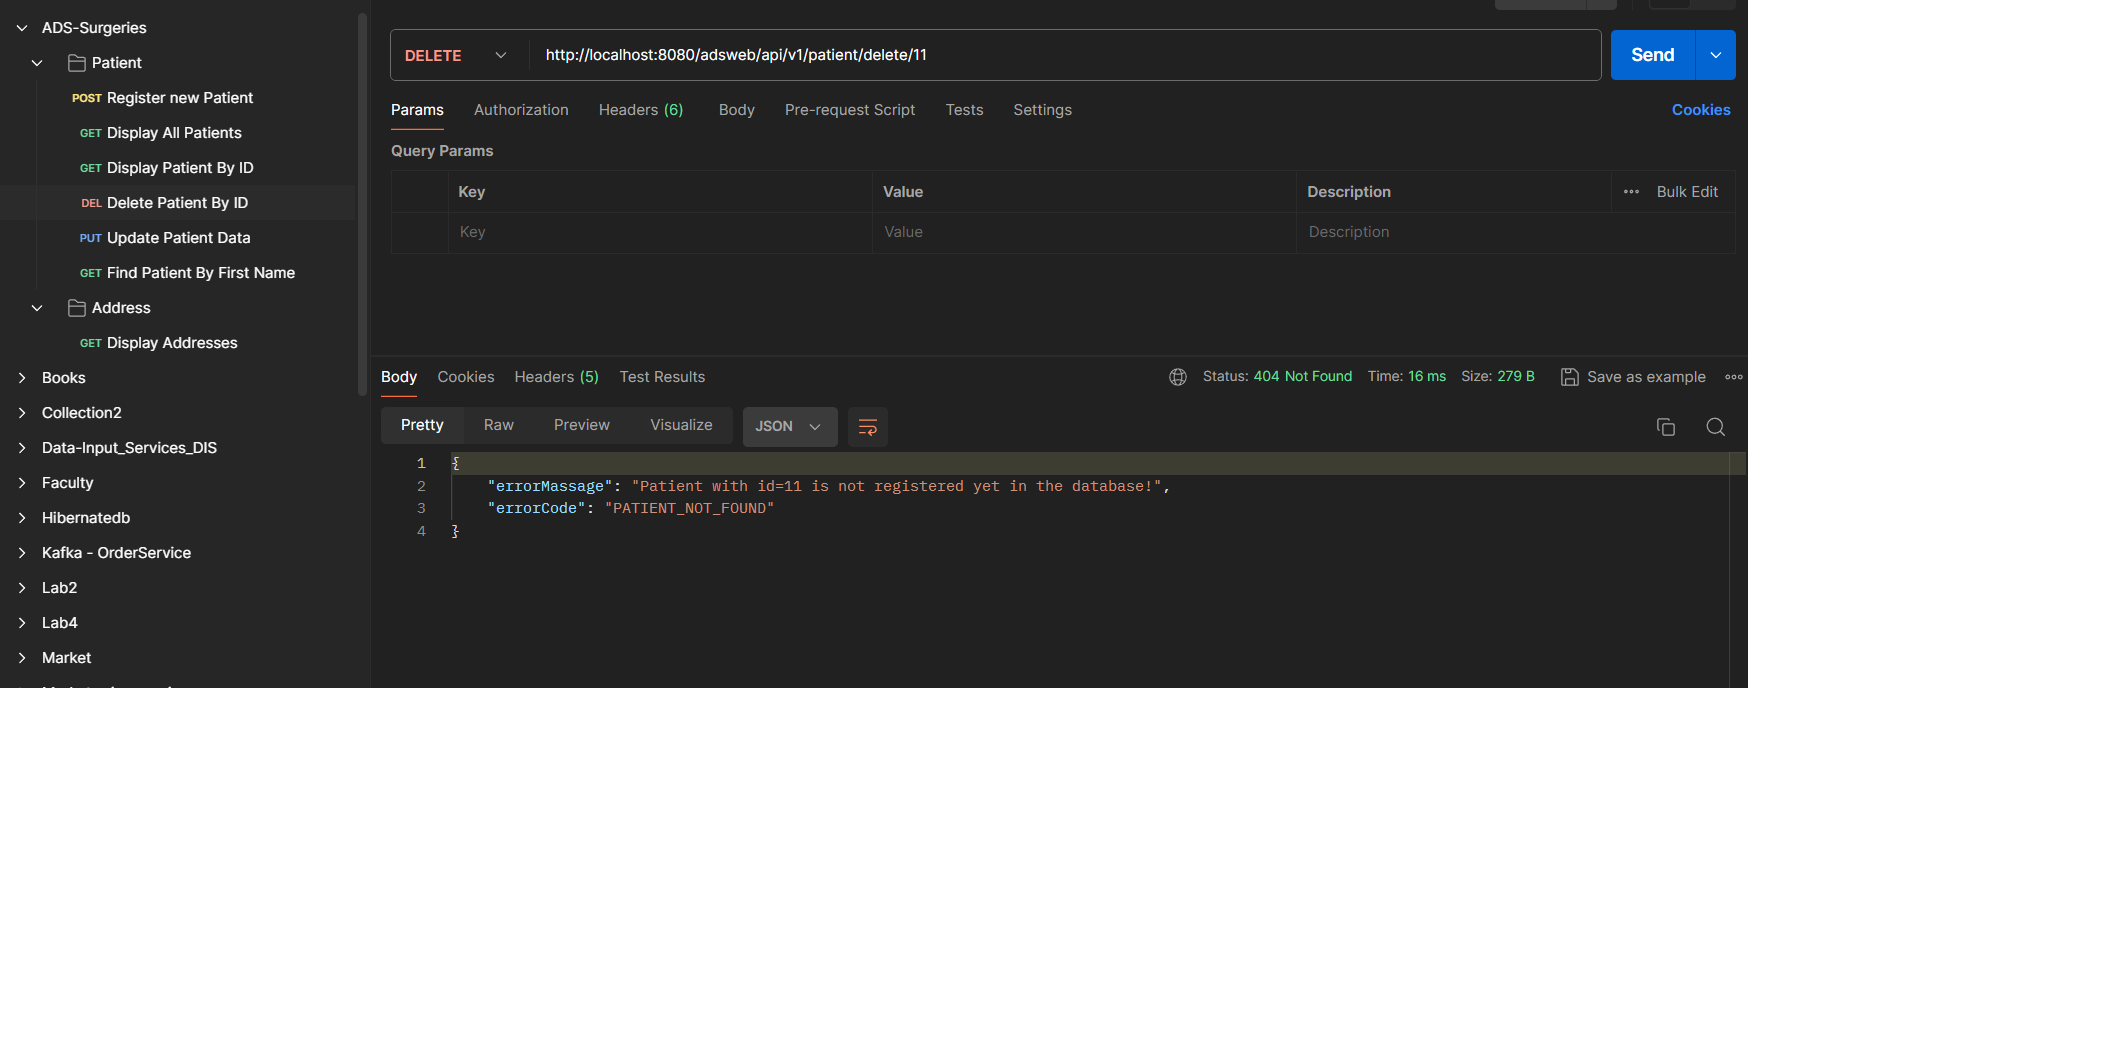 ADS-Surgeries
Patient
POST Register new Patient
GET Display All Patients
GET Display Patient By ID
DEL Delete Patient By ID
PUT Update Patient Data
GET Find Patient By First Name
Address
GET Display Addresses
Books
Collection2
Data-Input_Services_DIS
Faculty
Hibernatedb
Kafka - OrderService
Lab2
Lab4
Market
DELETE http://localhost:8080/adsweb/api/v1/patient/delete/11 Send
Params Authorization Headers (6) Body Pre-request Script Tests Settings Cookies
Query Params
Key Value Description Bulk Edit
Key Value Description
Body Cookies Headers (5) Test Results Status: 404 Not Found Time: 16 ms Size: 279 B Save as example
Pretty Raw Preview Visualize JSON
1 {
2 "errorMassage": "Patient with id=11 is not registered yet in the database!",
3 "errorCode": "PATIENT_NOT_FOUND"
4 }